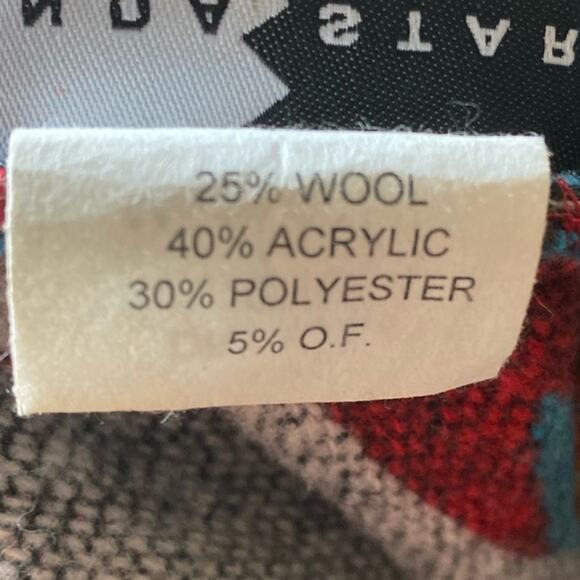 25% WOOL
40% ACRYLIC
30% POLYESTER
5% O.F.